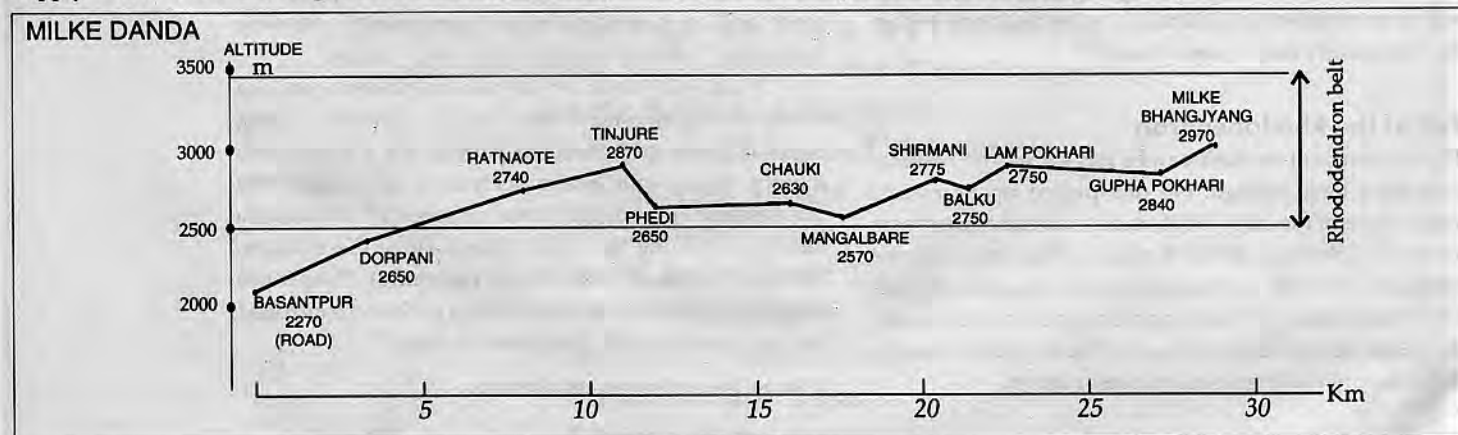 MILKE DANDA
ALTITUDE
m
3500
3000
2500
2000
BASANTPUR
2270
(ROAD)
DORPANI
2650
RATNAOTE
2740
TINJURE
2870
PHEDI
2650
CHAUKI
2630
MANGALBARE
2570
SHIRMANI
2775
BALKU
2750
LAM POKHARI
2750
GUPHA POKHARI
2840
MILKE
BHANGJYANG
2970
Rhododendron belt
5 10 15 20 25 30 Km